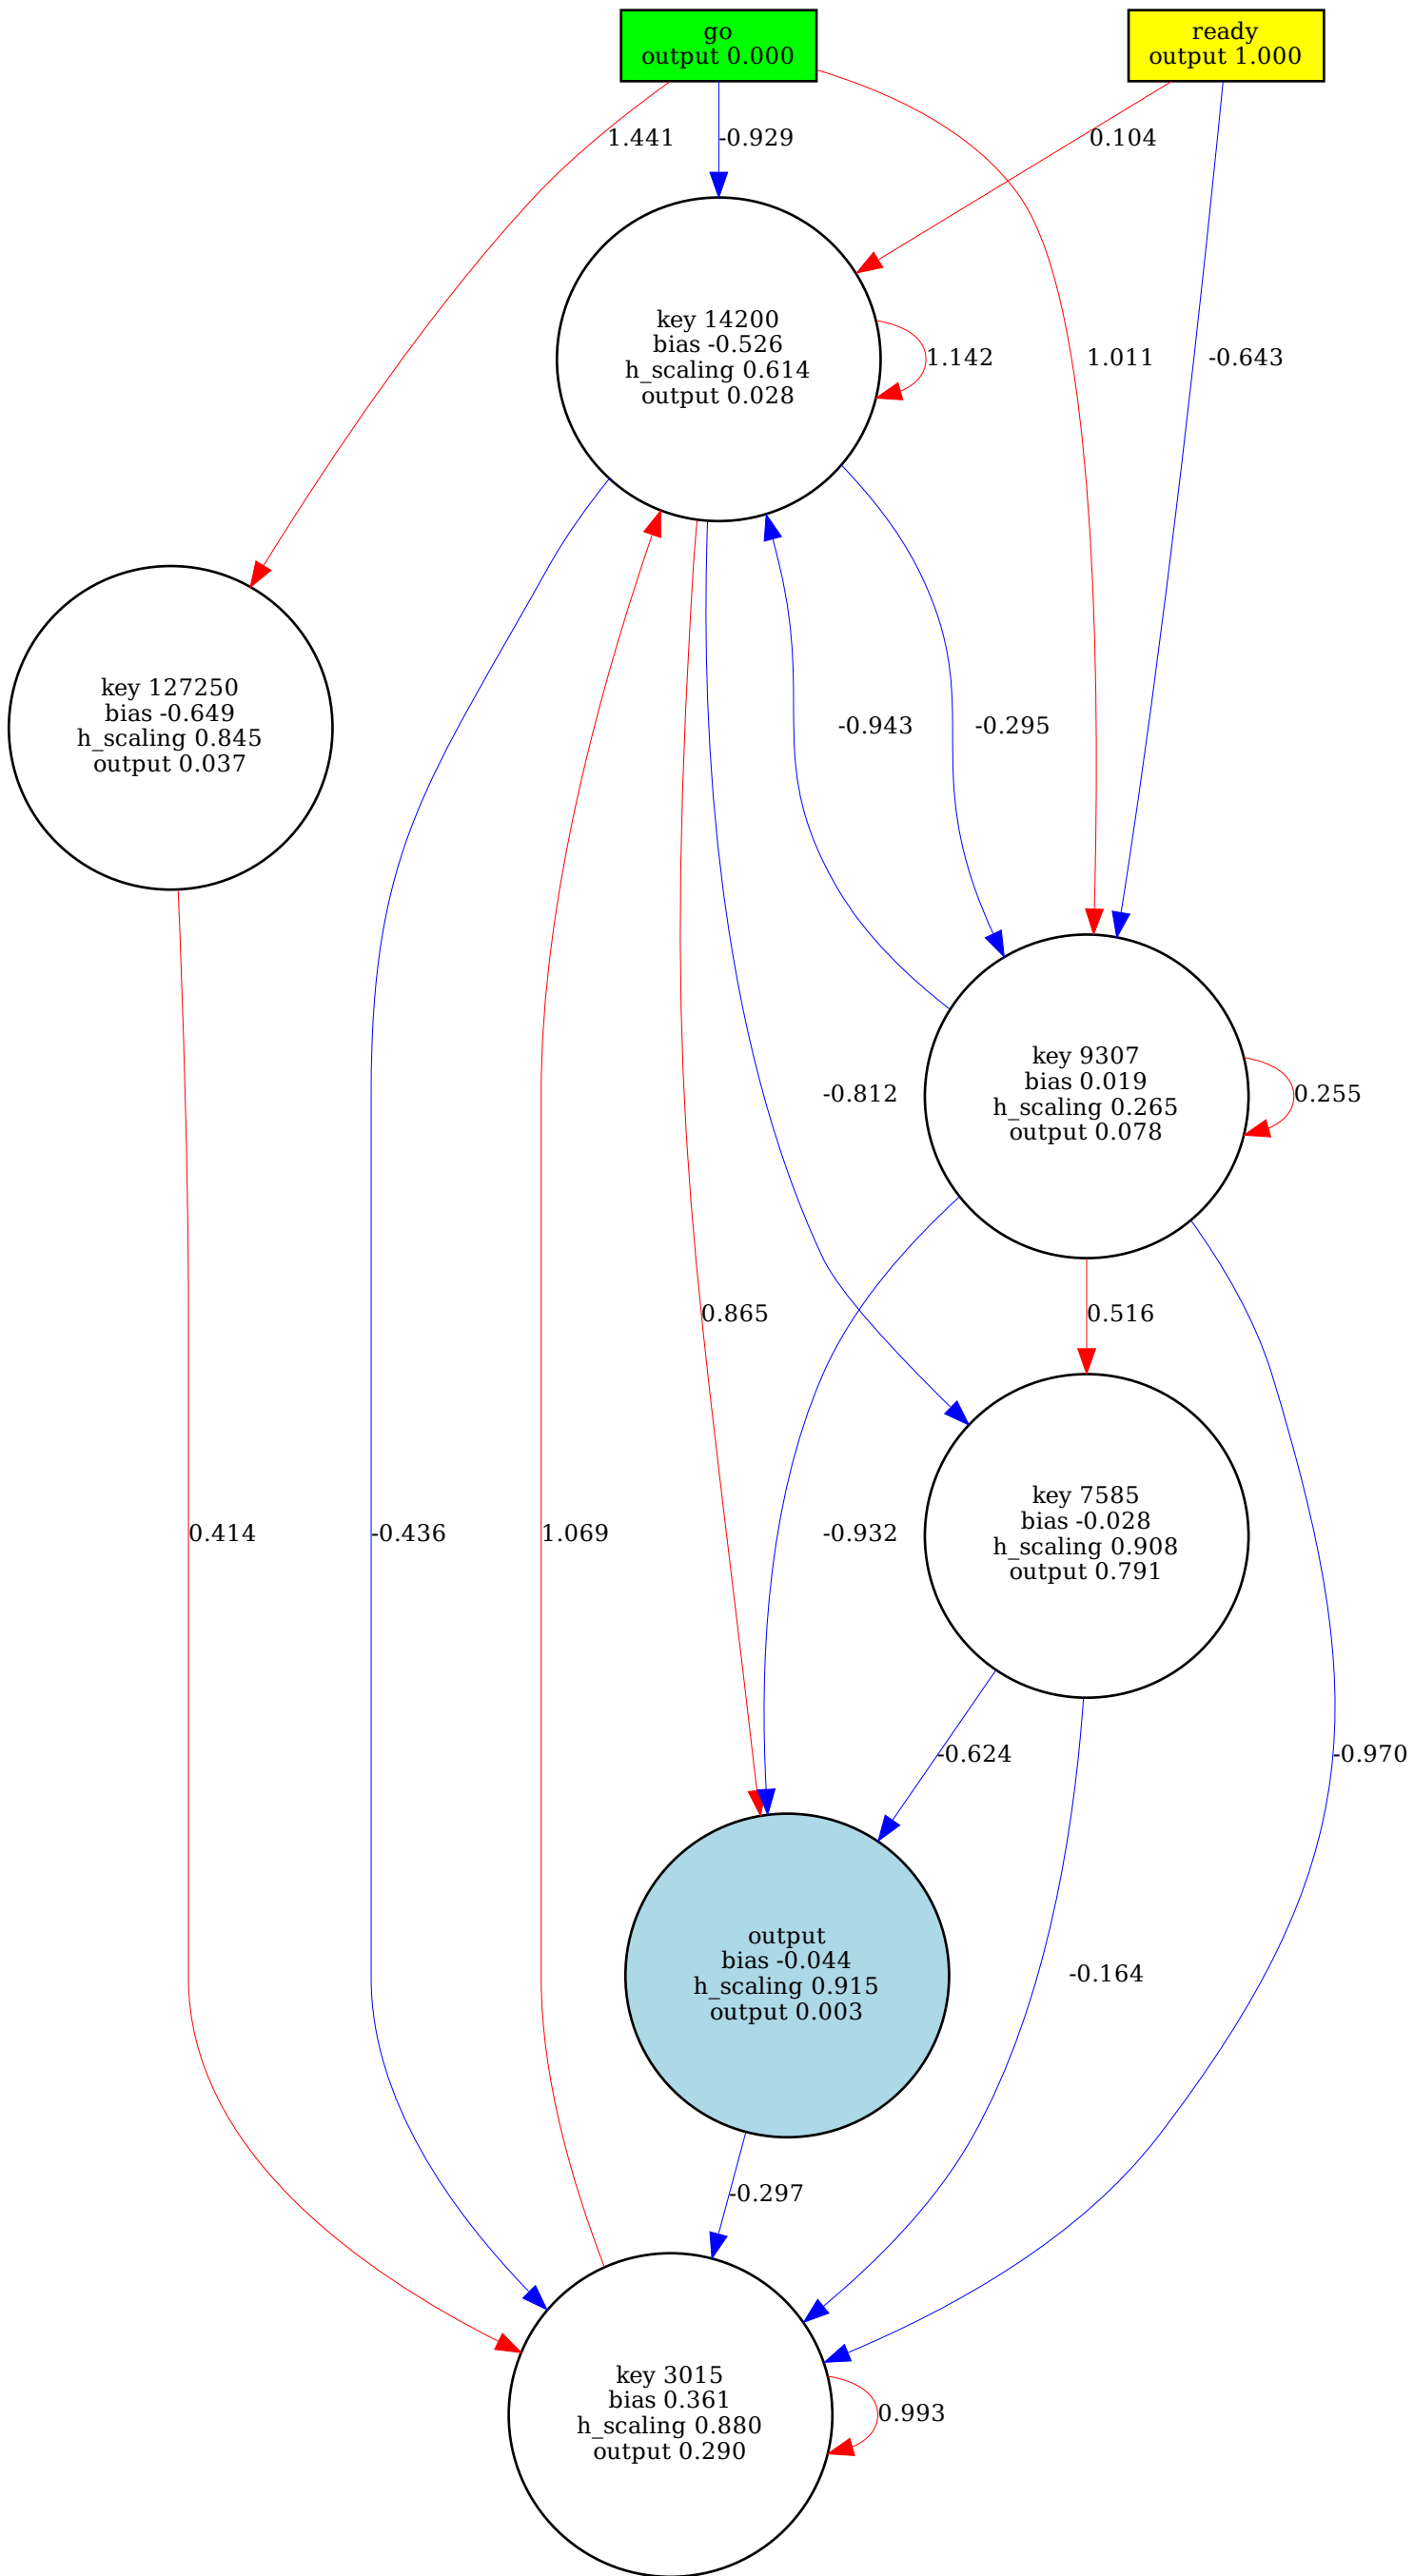 go
output 0.000
ready
output 1.000
1.441
-0.929
0.104
key 14200
bias -0.526
h_scaling 0.614
output 0.028
1.142
1.011
-0.643
key 127250
bias -0.649
h_scaling 0.845
output 0.037
-0.943
-0.295
key 9307
bias 0.019
h_scaling 0.265
output 0.078
-0.812
0.255
0.865
0.516
key 7585
bias -0.028
h_scaling 0.908
output 0.791
0.414
-0.436
1.069
-0.932
-0.624
-0.970
output
bias -0.044
h_scaling 0.915
output 0.003
-0.164
-0.297
key 3015
bias 0.361
h_scaling 0.880
output 0.290
0.993